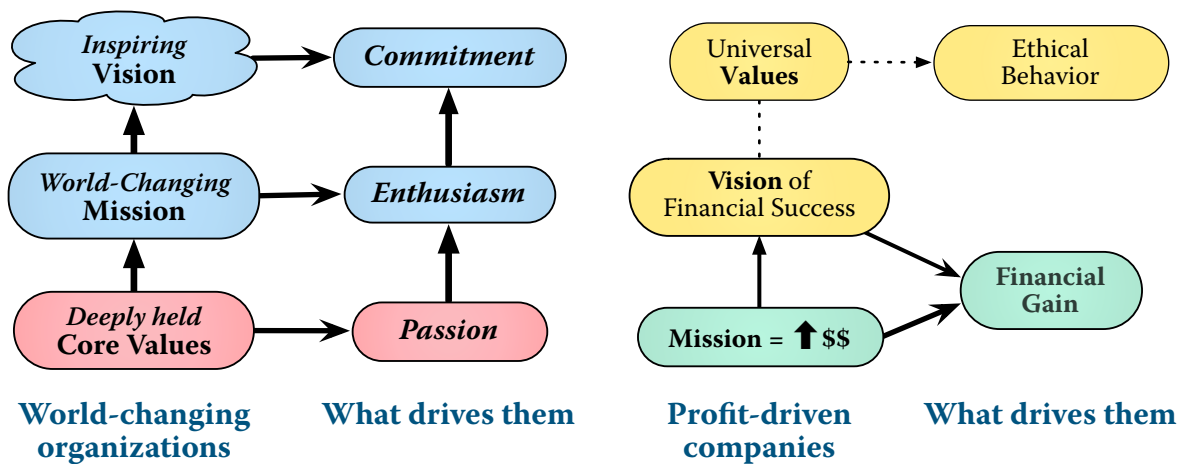 Inspiring
Vision
Commitment
World-Changing
Mission
Enthusiasm
Deeply held
Core Values
Passion
World-changing
organizations
What drives them
Universal
Values
Ethical
Behavior
Vision of
Financial Success
Financial
Gain
Mission = ⬆ $$
Profit-driven
companies
What drives them